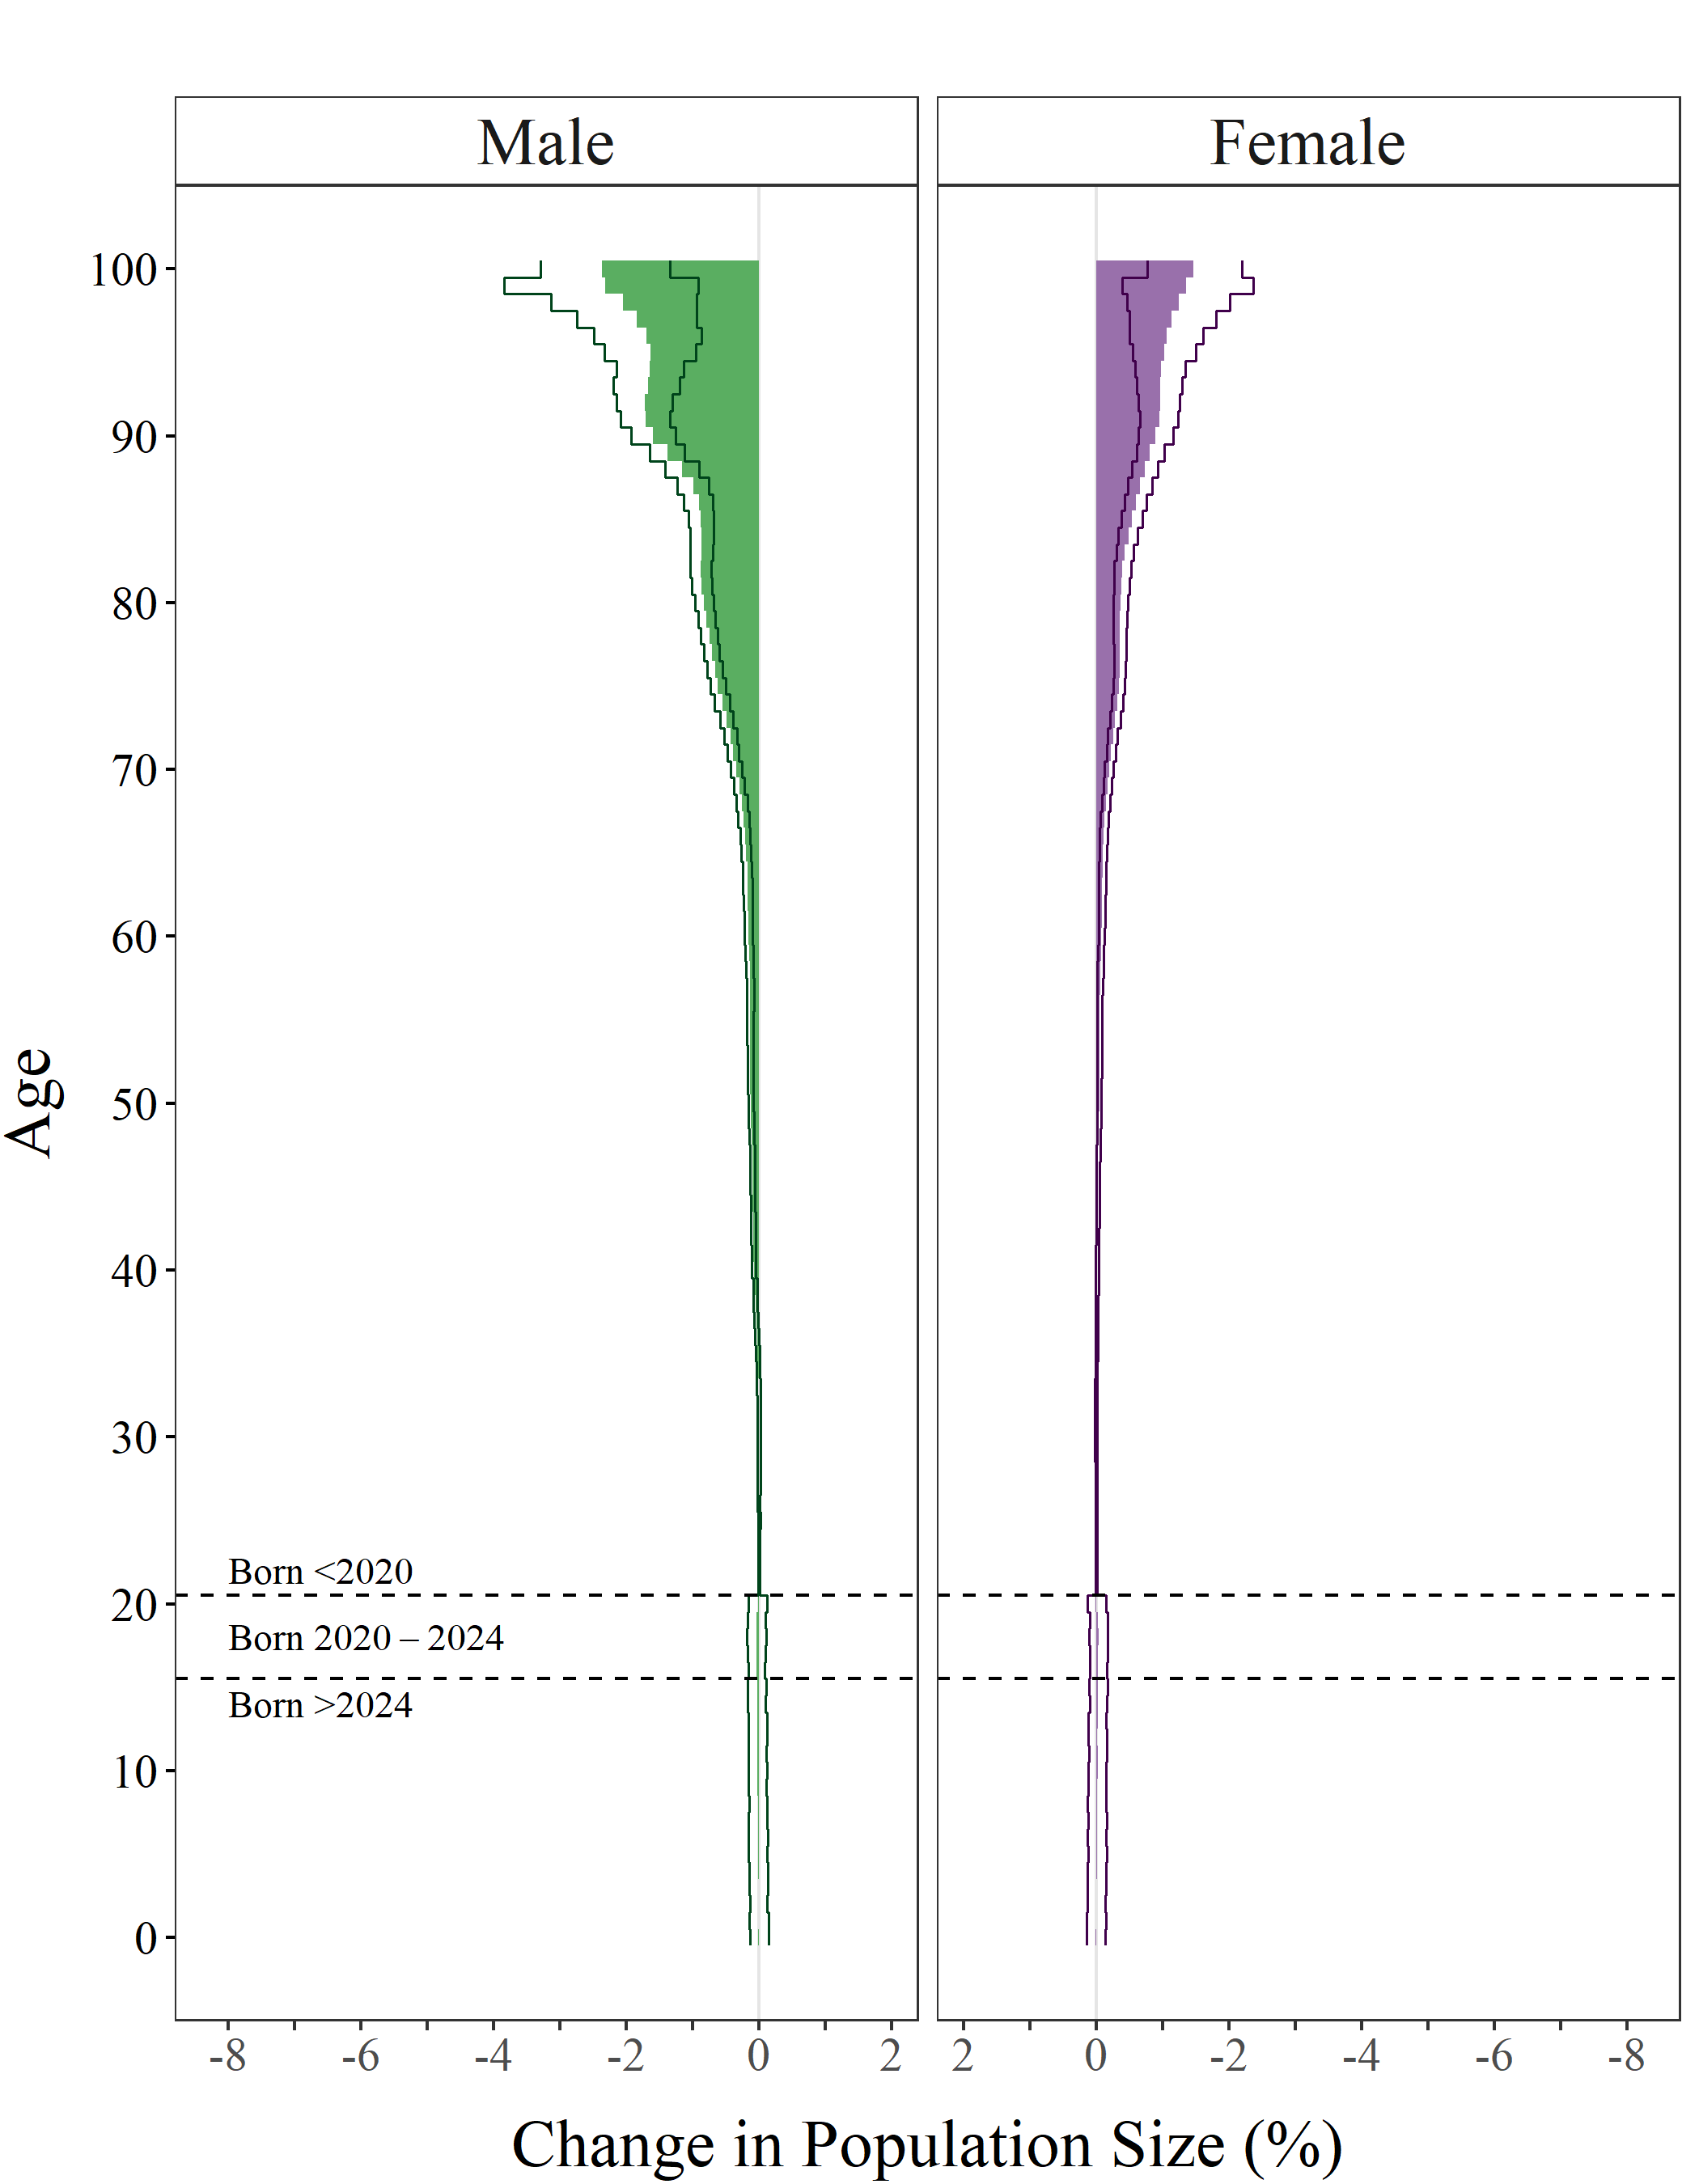 Male
Female
100
90
80
70
60
50
40
30
20
10
0
Age
Born <2020
Born 2020 – 2024
Born >2024
-8 -6 -4 -2 0 2
2 0 -2 -4 -6 -8
Change in Population Size (%)